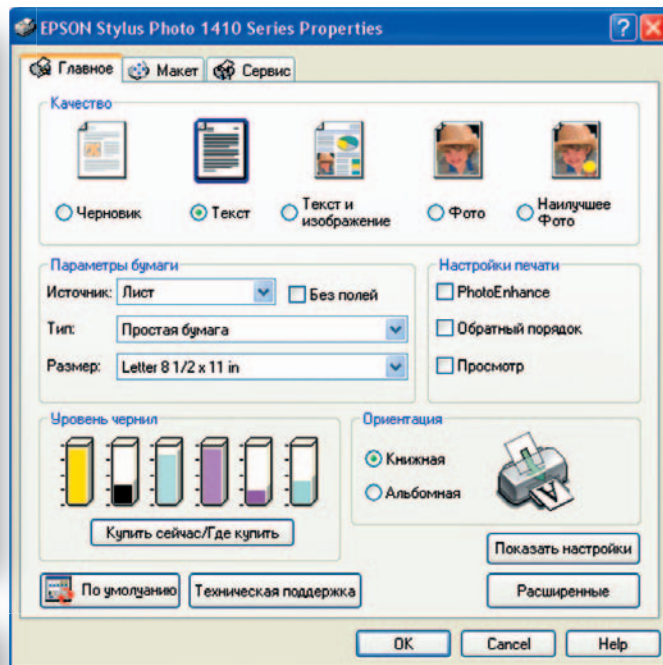 EPSON Stylus Photo 1410 Series Properties
Главное Макет Сервис
Качество
Черновик Текст Текст и изображение Фото Наилучшее Фото
Параметры бумаги
Источник: Лист Без полей
Тип: Простая бумага
Размер: Letter 8 1/2 x 11 in
Настройки печати
PhotoEnhance
Обратный порядок
Просмотр
Уровень чернил
Купить сейчас/Где купить
Ориентация
Книжная
Альбомная
Показать настройки
По умолчанию Техническая поддержка Расширенные
OK Cancel Help